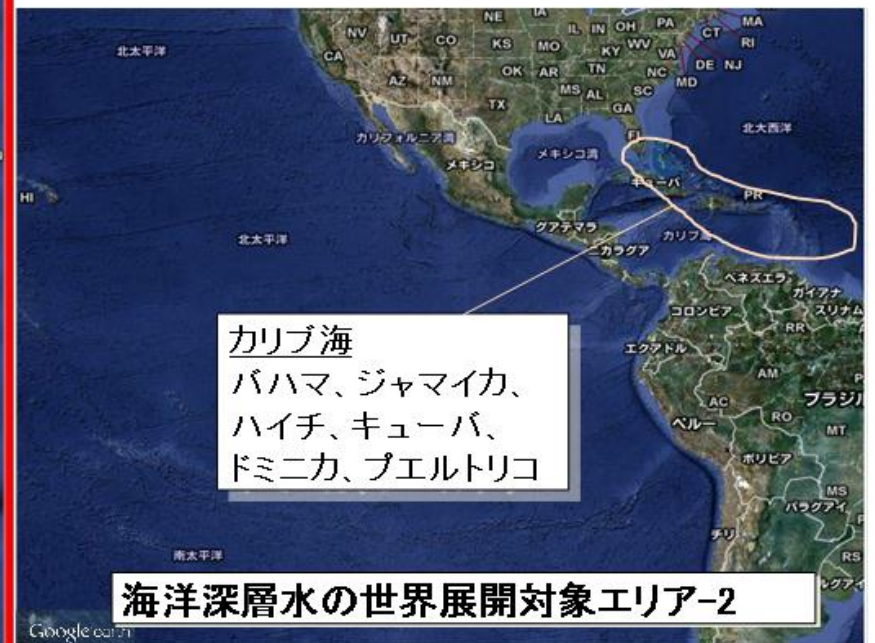 NE
IA
NV
UT
CO
KS
MO
IL
IN
OH
PA
MA
CT
RI
CA
KY
WV
VA
DE
NJ
北太平洋
AZ
NM
OK
AR
TN
NC
MD
MS
AL
SC
TX
GA
LA
FL
北大西洋
カリフォルニア湾
メキシコ湾
メキシコ
HI
キューバ
PR
北太平洋
グアテマラ
カリブ海
ニカラグア
ベネズエラ
ガイアナ
コロンビア
スリナム
RR
カリブ海
バハマ、ジャマイカ、
ハイチ、キューバ、
ドミニカ、プエルトリコ
エクアドル
AM
AC
ブラジル
ペルー
RO
MT
ボリビア
MS
パラグアイ
チリ
南太平洋
RS
海洋深層水の世界展開対象エリアー2
Google earth